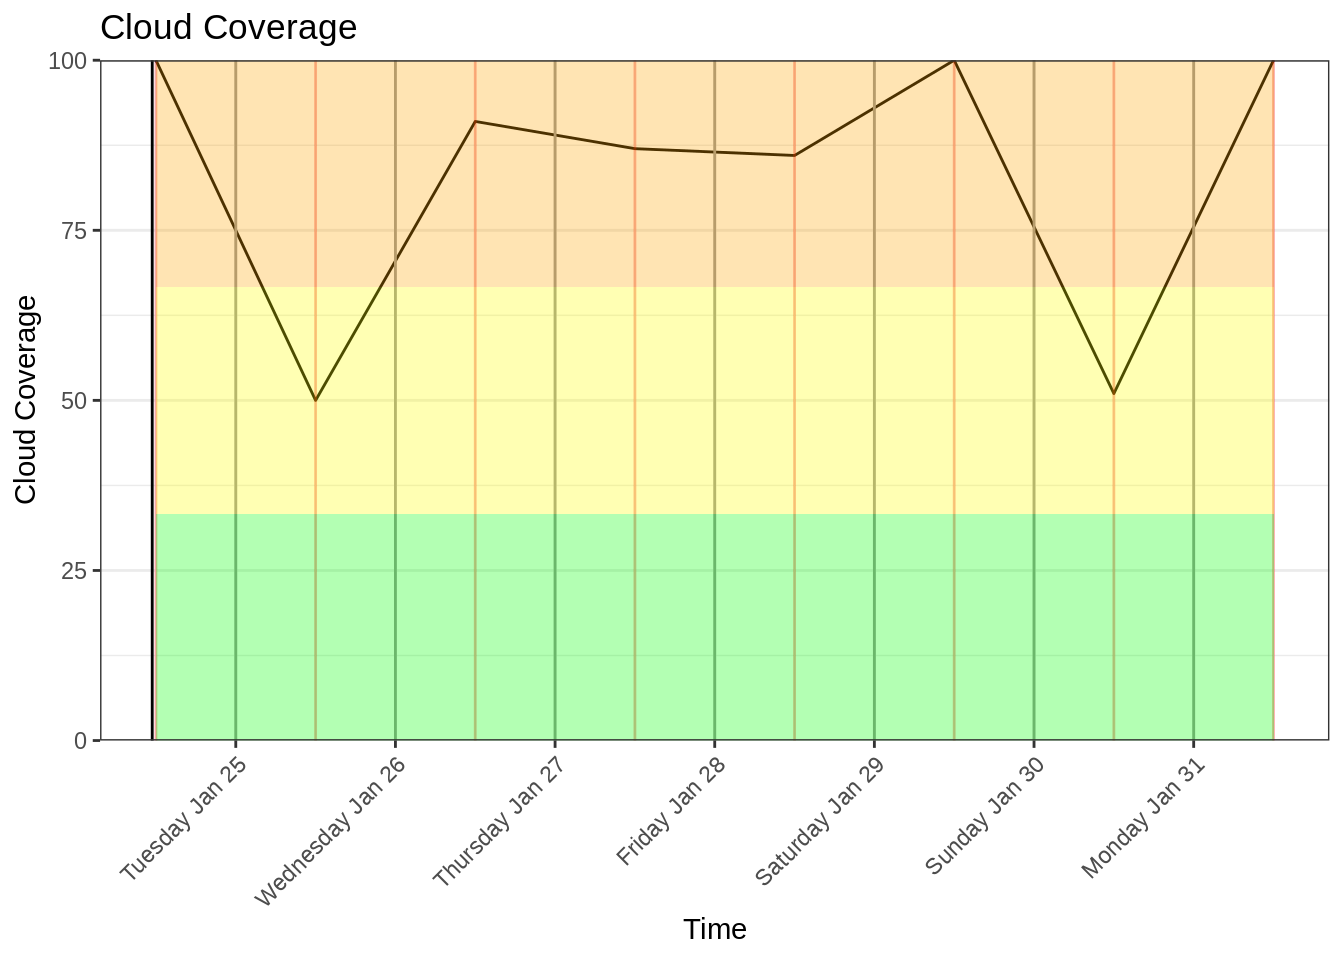 Cloud Coverage
100
75
50
25
0
Cloud Coverage
Tuesday Jan 25
Wednesday Jan 26
Thursday Jan 27
Friday Jan 28
Saturday Jan 29
Sunday Jan 30
Monday Jan 31
Time